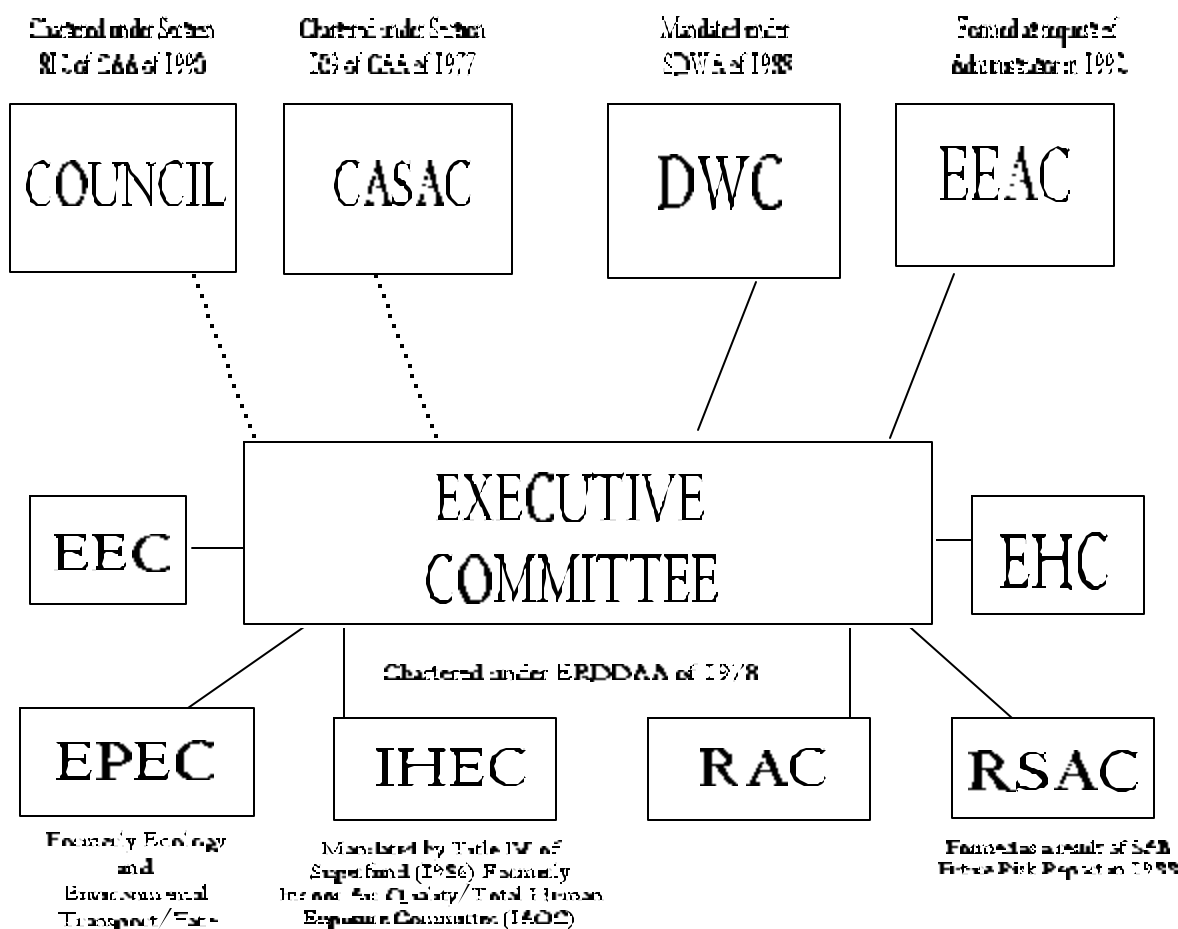 Chartered under Section
of CAA of 1990
Chartered under Section
109 of CAA of 1977
Mandated under
SDWA of 1988
Formed at request of
Administrator in
COUNCIL
CASAC
DWC
EEAC
EXECUTIVE
COMMITTEE
EEC
EHC
Chartered under ERDDAA of 1978
EPEC
IHEC
RAC
RSAC
Formerly Ecology
and
Environmental
Transport/Fate
Mandated by Title IV of
Superfund (1986) Formerly
Indoor Air Quality/Total Human
Exposure Committee (IAQC)
Formed as a result of SAB
Future Risk Report in 1988